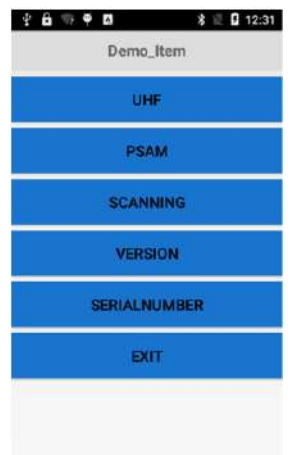 12:31
Demo_Item
UHF
PSAM
SCANNING
VERSION
SERIALNUMBER
EXIT